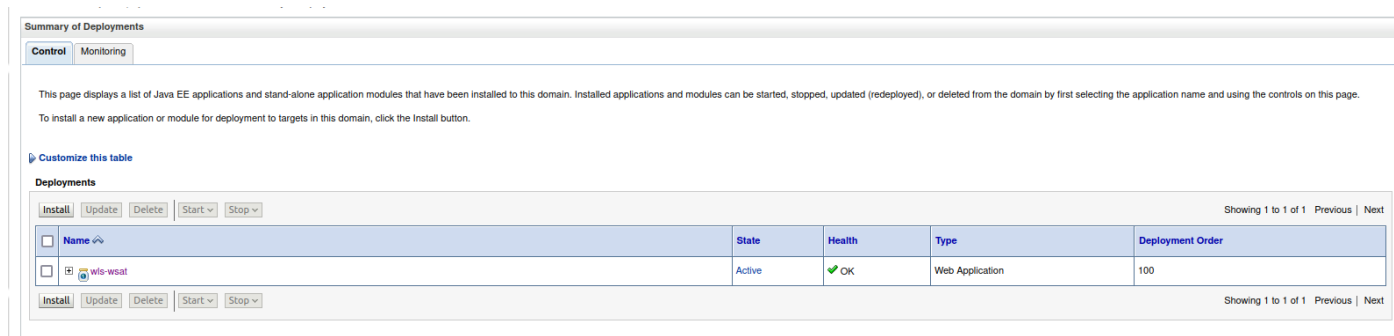 Summary of Deployments
Control Monitoring
This page displays a list of Java EE applications and stand-alone application modules that have been installed to this domain. Installed applications and modules can be started, stopped, updated (redeployed), or deleted from the domain by first selecting the application name and using the controls on this page.
To install a new application or module for deployment to targets in this domain, click the Install button.
Customize this table
Deployments
Install Update Delete Start Stop Showing 1 to 1 of 1 Previous | Next
Name State Health Type Deployment Order
wls-wsat Active OK Web Application 100
Install Update Delete Start Stop Showing 1 to 1 of 1 Previous | Next